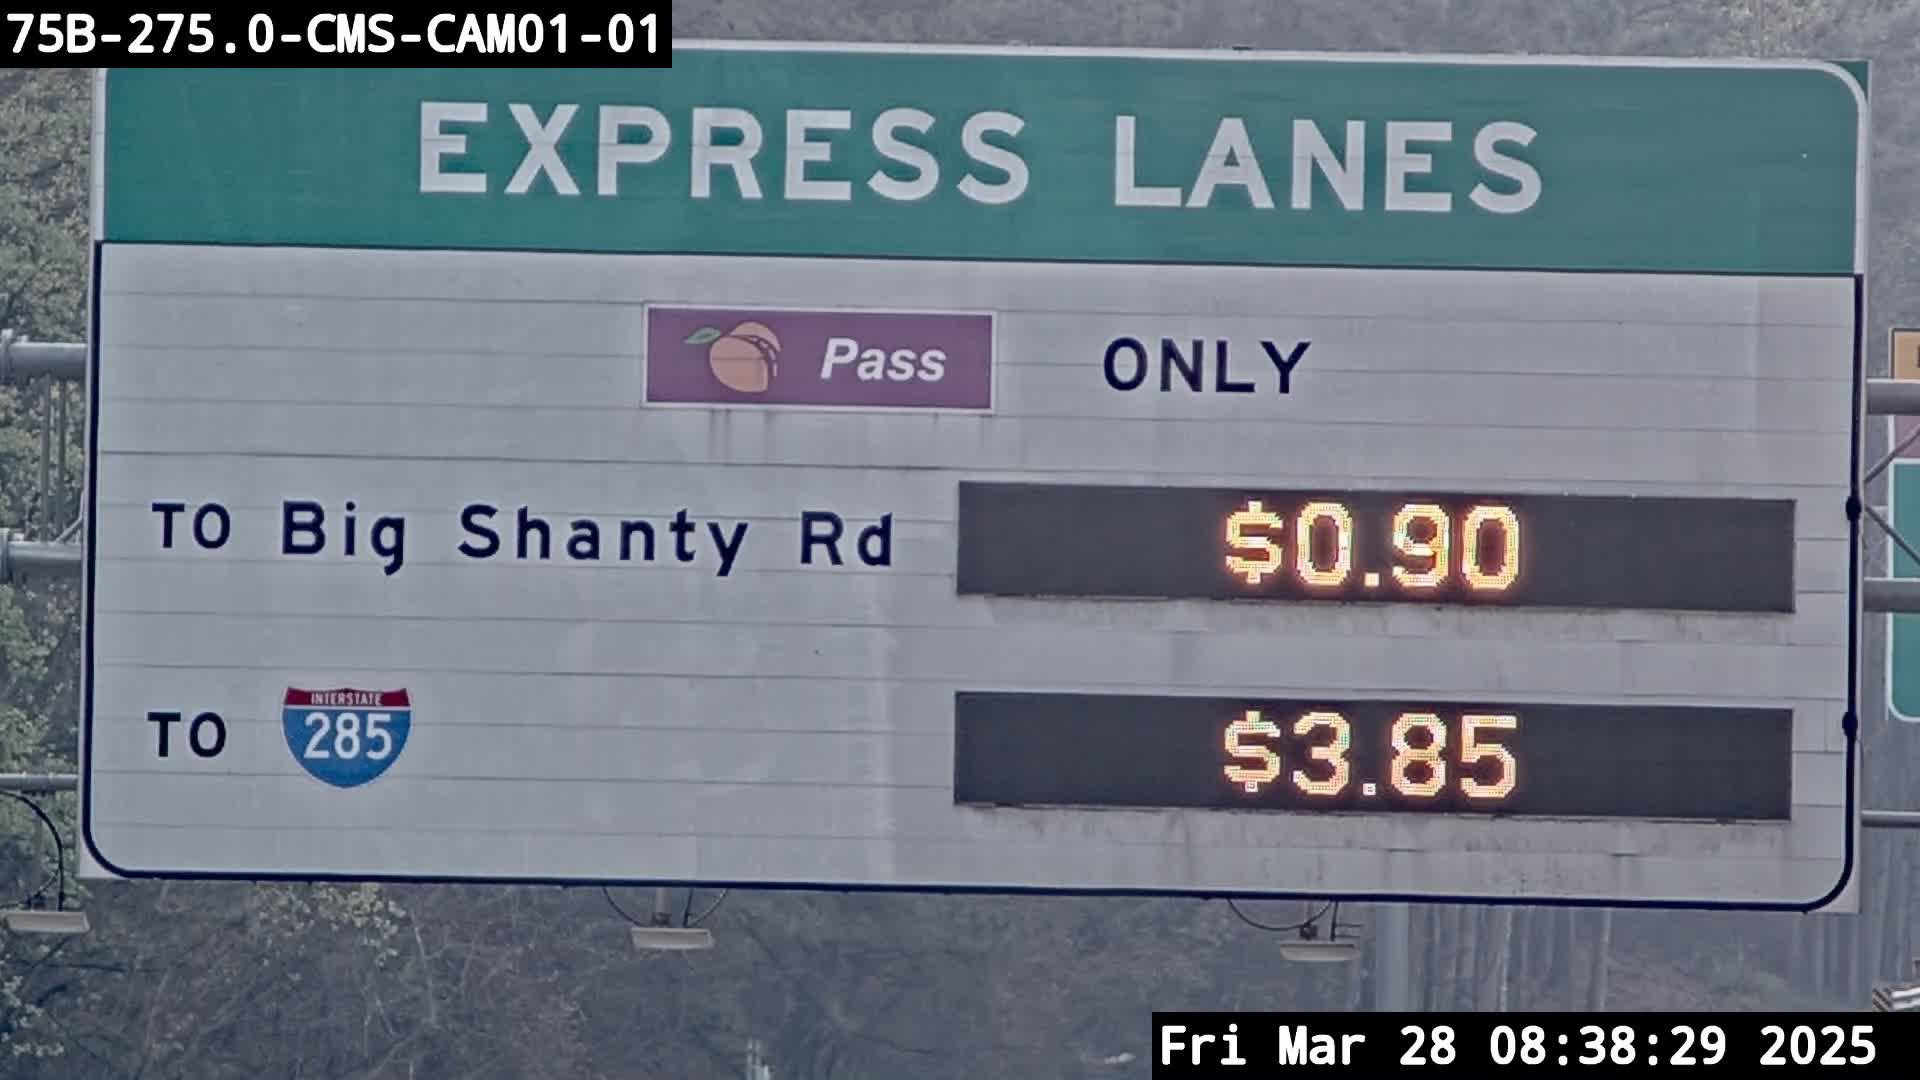 75B-275.0-CMS-CAM01-01
EXPRESS LANES
Pass ONLY
TO Big Shanty Rd $0.90
INTERSTATE
TO 285 $3.85
Fri Mar 28 08:38:29 2025